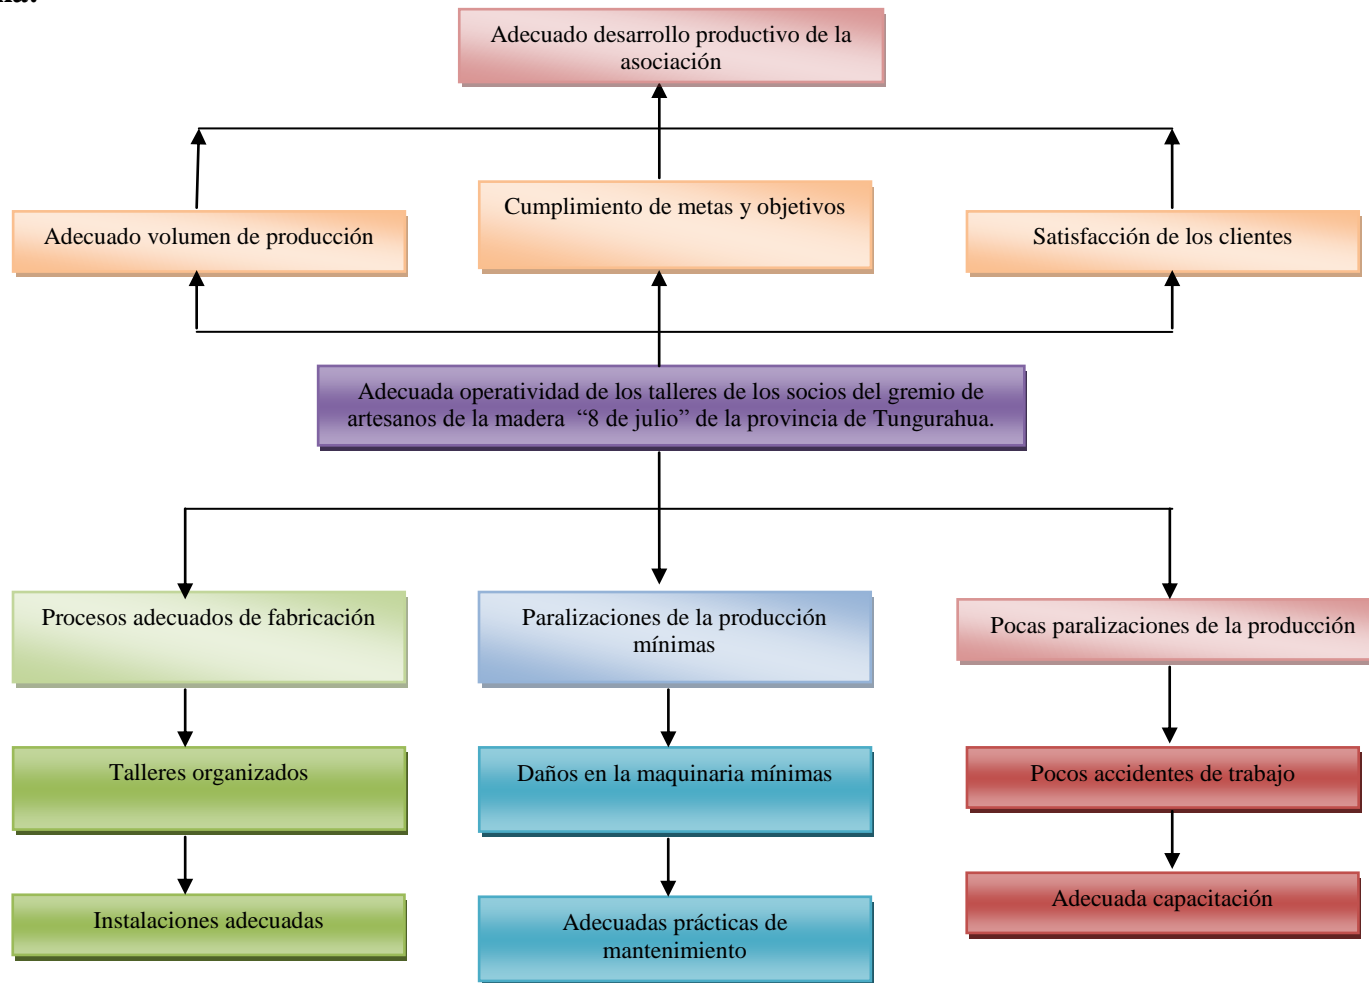 Adecuado desarrollo productivo de la
asociación
Adecuado volumen de producción
Cumplimiento de metas y objetivos
Satisfacción de los clientes
Adecuada operatividad de los talleres de los socios del gremio de
artesanos de la madera “8 de julio” de la provincia de Tungurahua.
Procesos adecuados de fabricación
Paralizaciones de la producción
mínimas
Pocas paralizaciones de la producción
Talleres organizados
Daños en la maquinaria mínimas
Pocos accidentes de trabajo
Instalaciones adecuadas
Adecuadas prácticas de
mantenimiento
Adecuada capacitación